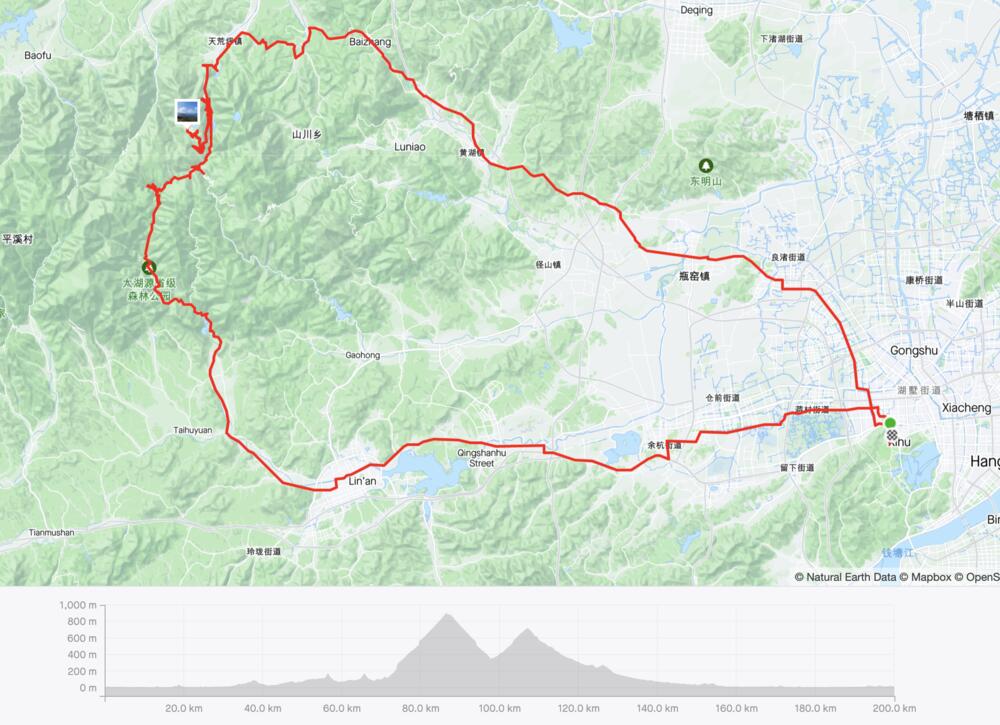 Deqing
天荒坪镇
Baizhang
下渚湖街道
Baofu
塘栖镇
山川乡
Luniao
黄湖镇
东明山
平溪村
径山镇
良渚街道
瓶窑镇
康桥街道
太湖源省级
森林公园
半山街道
Gaohong
Gongshu
湖墅街道
仓前街道
Xiacheng
Taihuyuan
余杭街道
Qingshanhu
Street
Hang
留下街道
Lin'an
Tianmushan
玲珑街道
Bin
钱塘江
© Natural Earth Data © Mapbox © OpenS
1,000 m
800 m
600 m
400 m
200 m
0 m
20.0 km
40.0 km
60.0 km
80.0 km
100.0 km
120.0 km
140.0 km
160.0 km
180.0 km
200.0 km